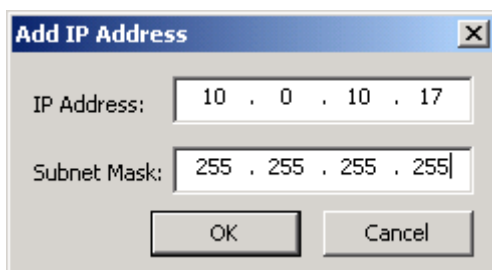 Add IP Address
IP Address: 10 . 0 . 10 . 17
Subnet Mask: 255 . 255 . 255 . 255
OK Cancel